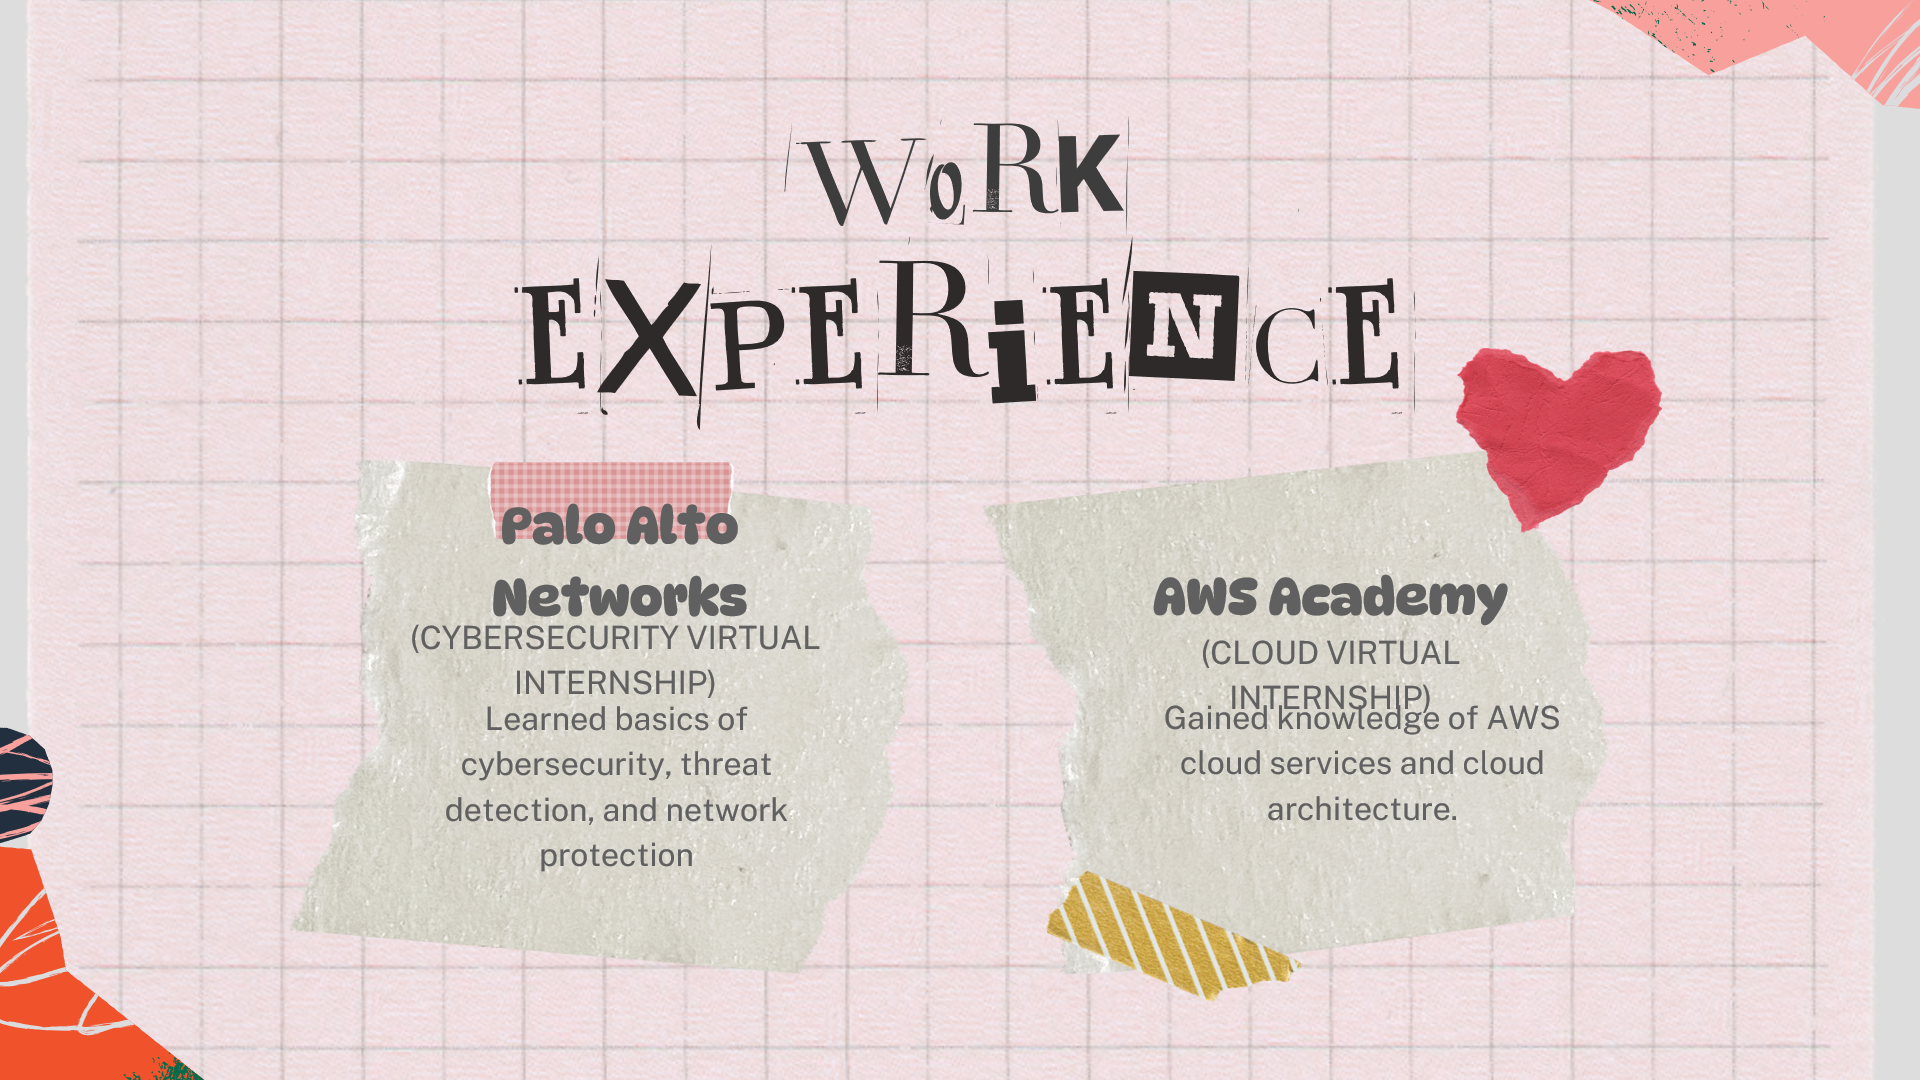 WoRK
EXPERiENCE
Palo Alto
Networks
(CYBERSECURITY VIRTUAL
INTERNSHIP)
Learned basics of
cybersecurity, threat
detection, and network
protection
AWS Academy
(CLOUD VIRTUAL
INTERNSHIP)
Gained knowledge of AWS
cloud services and cloud
architecture.